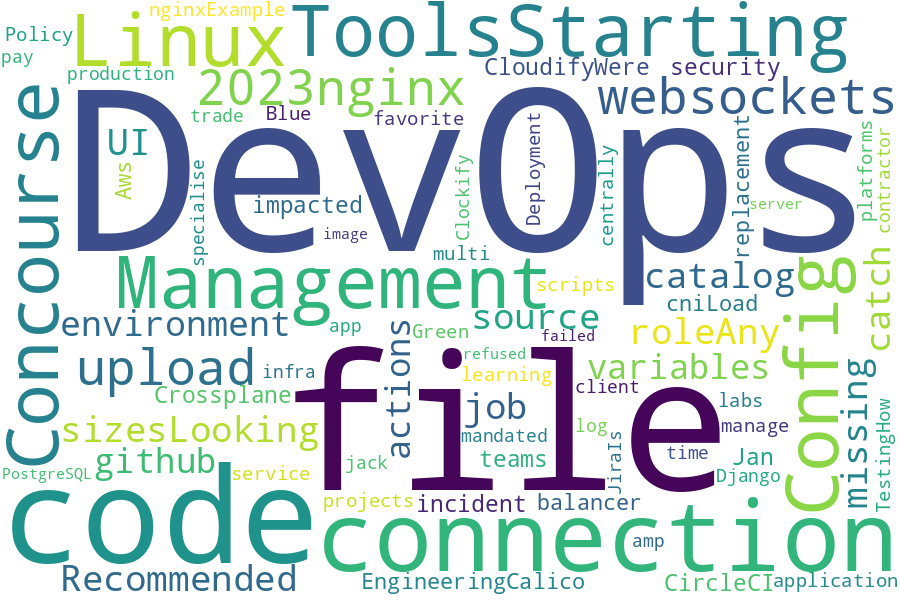 nginxExample
Policy
Linux
ToolsStarting
pay
production
2023nginx
CloudifyWere
security
websockets
trade
Blue
favorite
DevOps
UI
Aws
specialise
impacted
image
Clockify
multi
Deployment
centrally
replacement
server
platforms
contractor
Concourse
Management
scripts
catalog
cniLoad
Config
catch
environment
app
Green
source
failed
roleAny
upload
infra
actions
refused
learning
variables
client
missing
Crossplane
file
job
labs
manage
sizesLooking
mandated
log
TestingHow
github
jack
teams
JiraIs
time
Jan
Django
PostgreSQL
service
code
projects
incident
balancer
connection
amp
Recommended
EngineeringCalico
CircleCI
application